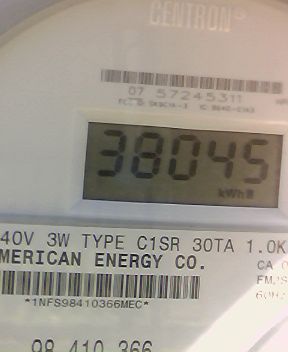 CENTRON®
07 57245311
38045
kWh
40V 3W TYPE C1SR 30TA 1.0K
MERICAN ENERGY CO.
CA
*1NFS98410366MEC*
98 410 366